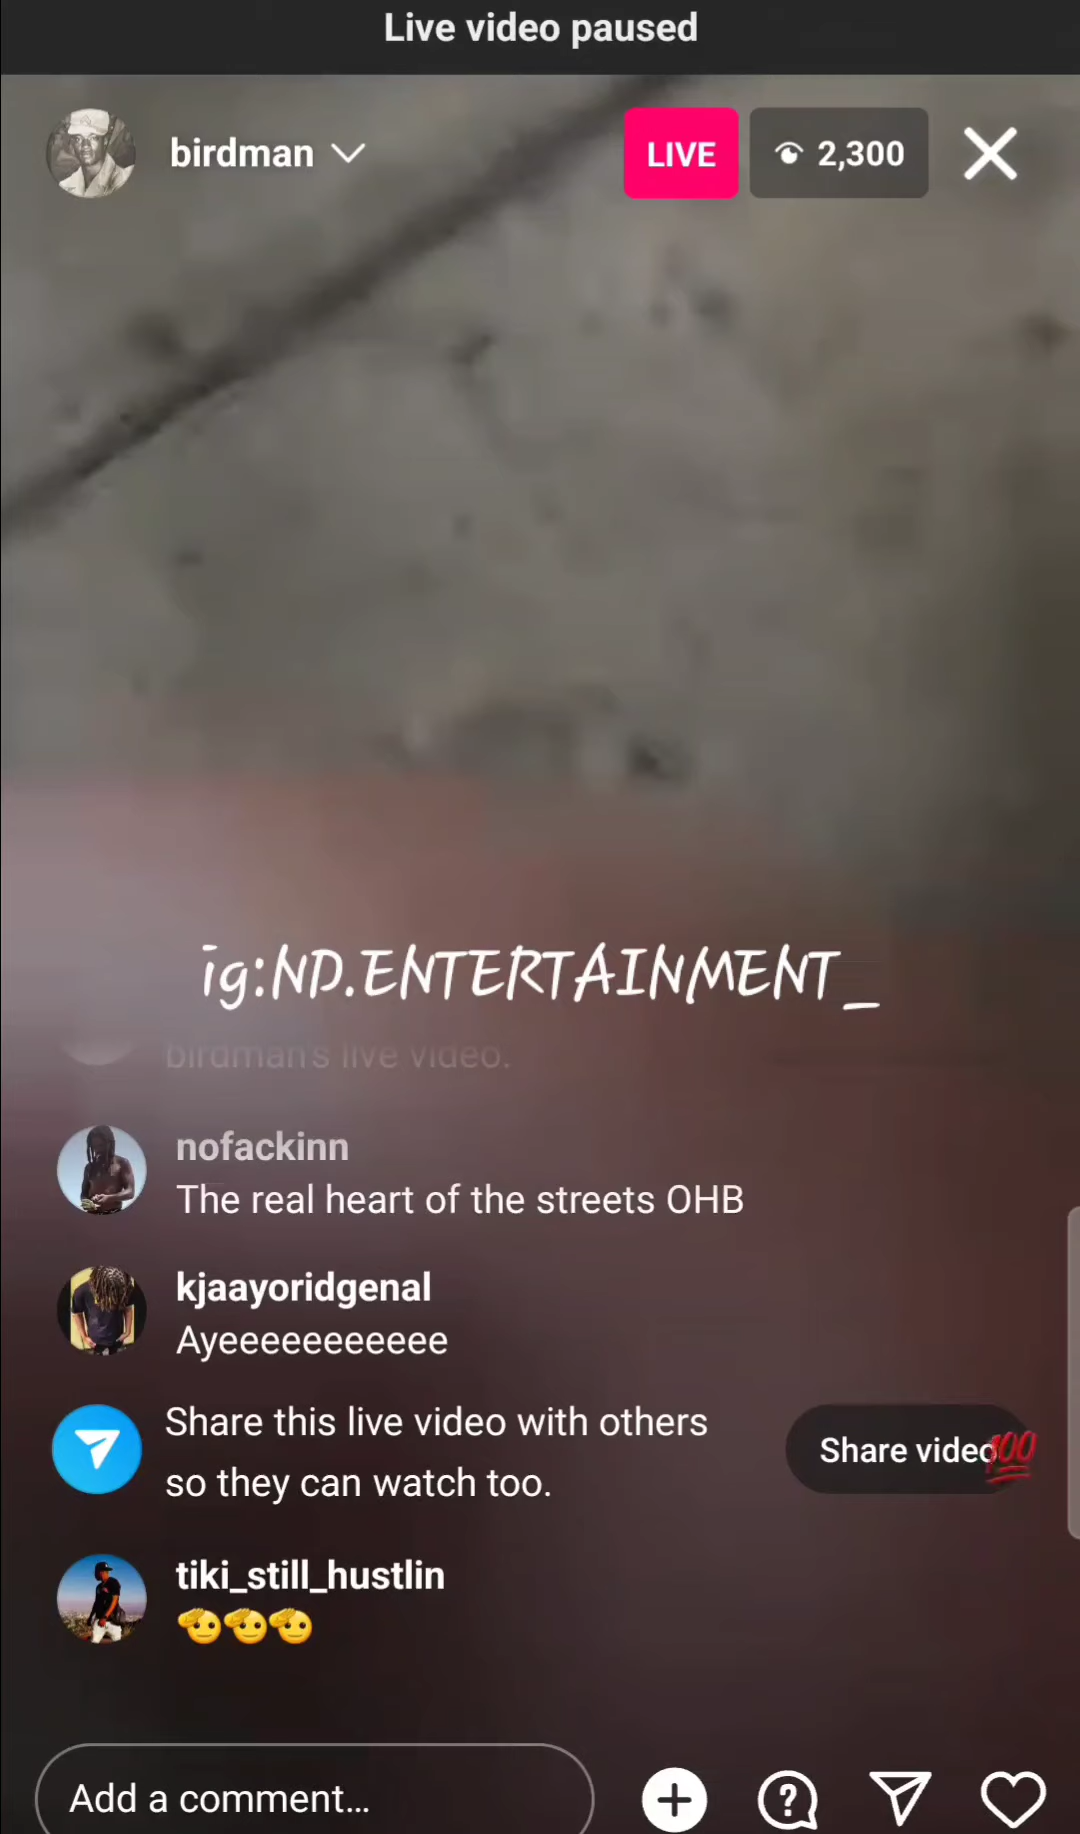 Live video paused
birdman
LIVE
2,300
ig:ND.ENTERTAINMENT_
birdman's live video.
nofackinn
The real heart of the streets OHB
kjaayoridgenal
Ayeeeeeeeeeee
Share this live video with others
so they can watch too.
Share video
💯
tiki_still_hustlin
🫡🫡🫡
Add a comment...